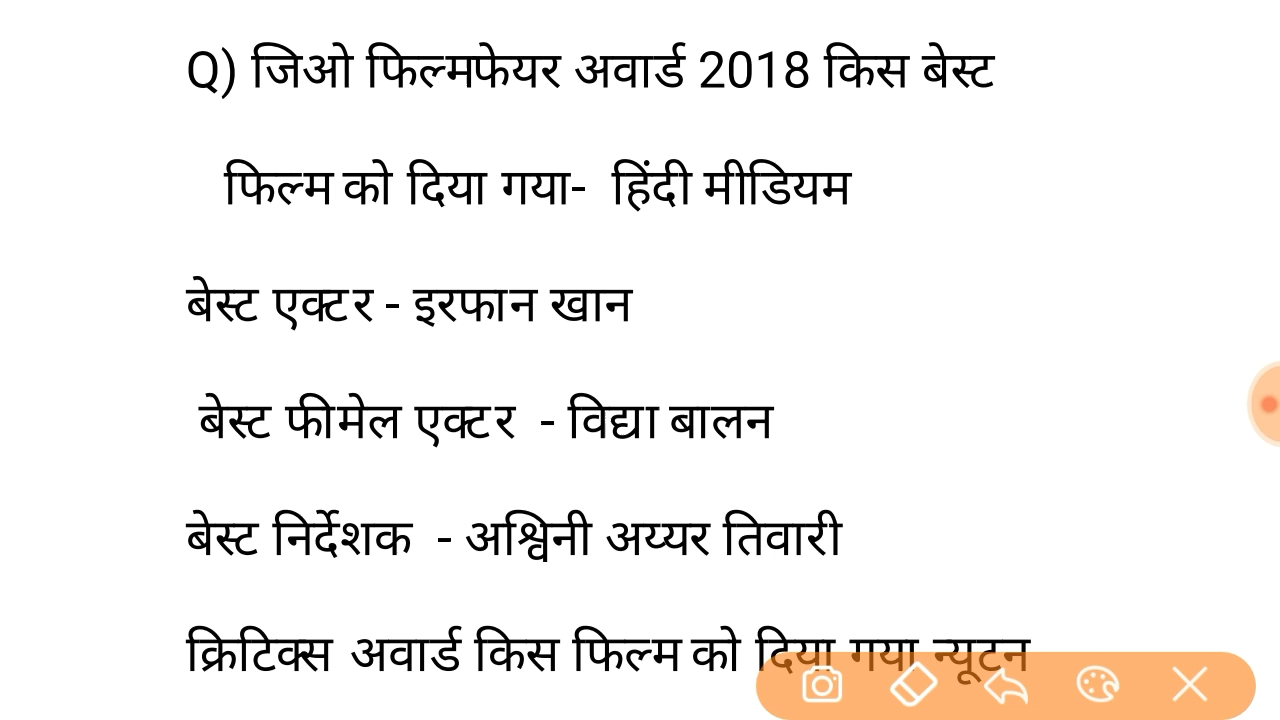 Q) जिओ फिल्मफेयर अवार्ड 2018 किस बेस्ट
फिल्म को दिया गया- हिंदी मीडियम
बेस्ट एक्टर - इरफान खान
बेस्ट फीमेल एक्टर - विद्या बालन
बेस्ट निर्देशक - अश्विनी अय्यर तिवारी
क्रिटिक्स अवार्ड किस फिल्म को दिया गया न्यूटन